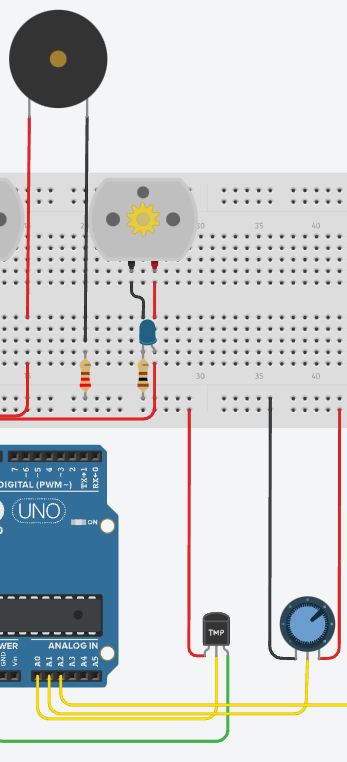 30
35
40
7
~6
~5
4
~3
2
TX→1
RX←0
DIGITAL (PWM~)
UNO
ON
30
35
40
TMP
WER
ANALOG IN
GND
Vin
A0
A1
A2
A3
A4
A5